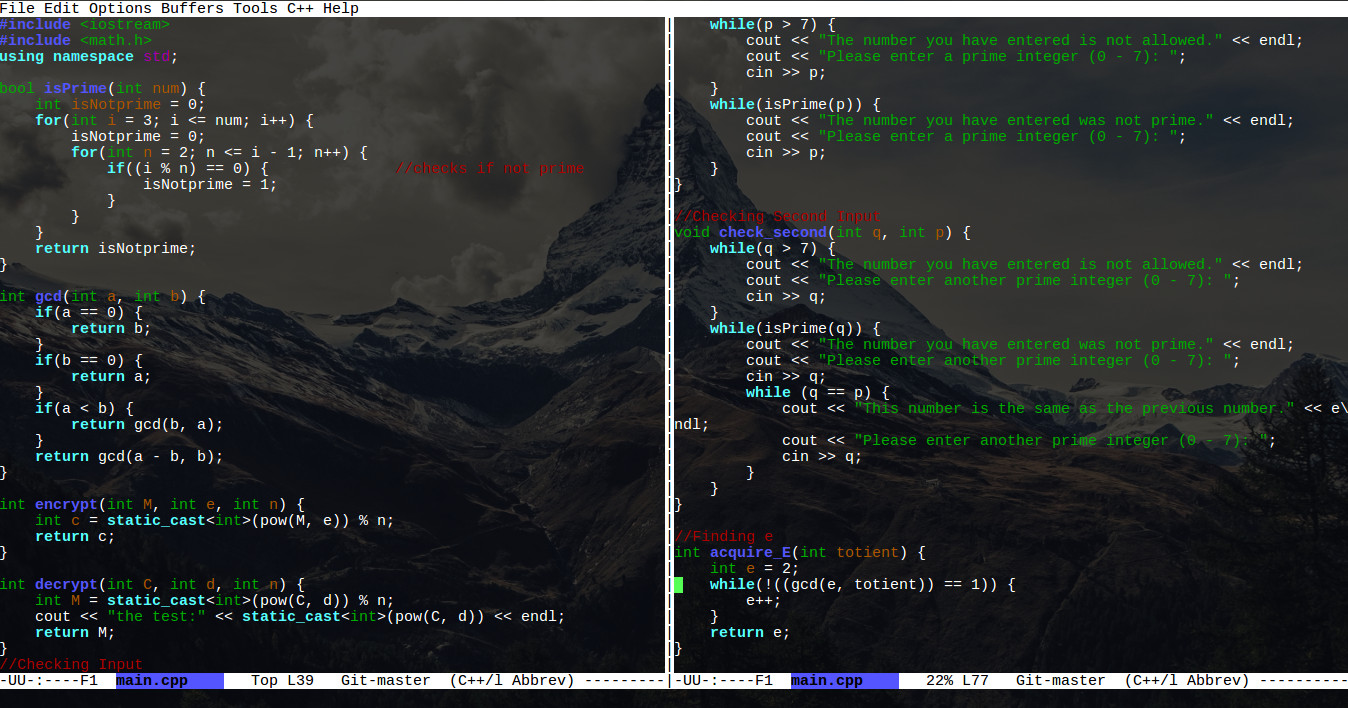 File Edit Options Buffers Tools C++ Help
#include <iostream>
#include <math.h>
using namespace std;

bool isPrime(int num) {
    int isNotprime = 0;
    for(int i = 3; i <= num; i++) {
        isNotprime = 0;
        for(int n = 2; n <= i - 1; n++) {
            if((i % n) == 0) {              //checks if not prime
                isNotprime = 1;
            }
        }
    }
    return isNotprime;
}

int gcd(int a, int b) {
    if(a == 0) {
        return b;
    }
    if(b == 0) {
        return a;
    }
    if(a < b) {
        return gcd(b, a);
    }
    return gcd(a - b, b);
}

int encrypt(int M, int e, int n) {
    int c = static_cast<int>(pow(M, e)) % n;
    return c;
}

int decrypt(int C, int d, int n) {
    int M = static_cast<int>(pow(C, d)) % n;
    cout << "the test:" << static_cast<int>(pow(C, d)) << endl;
    return M;
}
//Checking Input
-UU-:----F1  main.cpp       Top L39   Git-master  (C++/l Abbrev) ---------
    while(p > 7) {
        cout << "The number you have entered is not allowed." << endl;
        cout << "Please enter a prime integer (0 - 7): ";
        cin >> p;
    }
    while(isPrime(p)) {
        cout << "The number you have entered was not prime." << endl;
        cout << "Please enter a prime integer (0 - 7): ";
        cin >> p;
    }
}

//Checking Second Input
void check_second(int q, int p) {
    while(q > 7) {
        cout << "The number you have entered is not allowed." << endl;
        cout << "Please enter another prime integer (0 - 7): ";
        cin >> q;
    }
    while(isPrime(q)) {
        cout << "The number you have entered was not prime." << endl;
        cout << "Please enter another prime integer (0 - 7): ";
        cin >> q;
        while (q == p) {
            cout << "This number is the same as the previous number." << e\
ndl;
            cout << "Please enter another prime integer (0 - 7): ";
            cin >> q;
        }
    }
}

//Finding e
int acquire_E(int totient) {
    int e = 2;
    while(!((gcd(e, totient)) == 1)) {
        e++;
    }
    return e;
}
|-UU-:----F1  main.cpp       22% L77   Git-master  (C++/l Abbrev) ----------